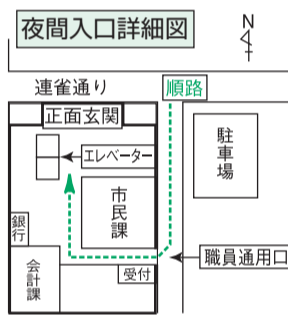 夜間入口詳細図
N
連雀通り
順路
正面玄関
エレベーター
駐車場
市民課
銀行
会計課
受付
職員通用口